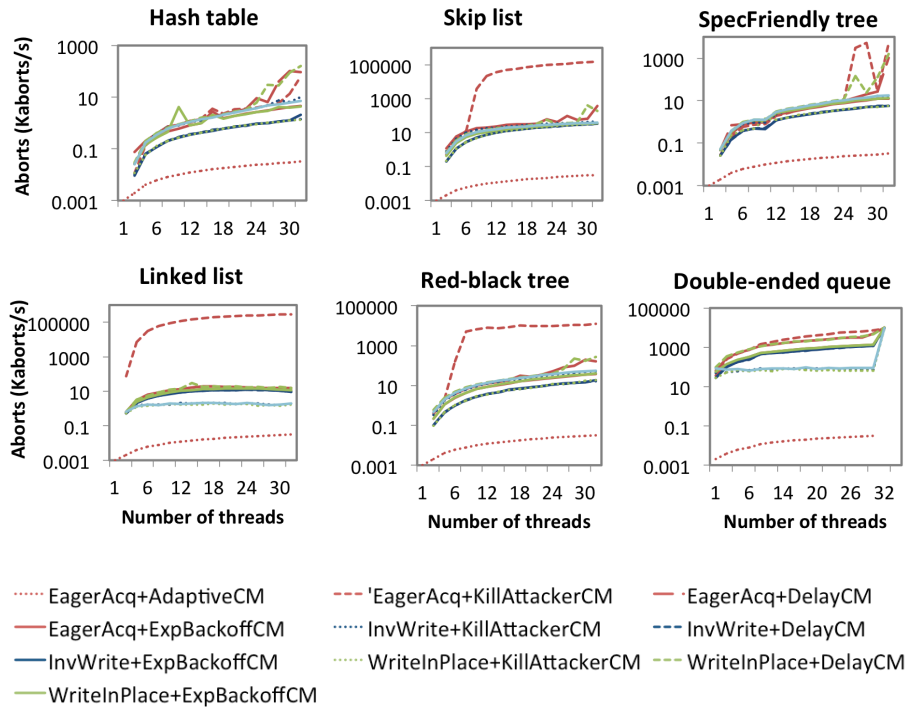 Hash table
Skip list
SpecFriendly tree
Aborts (Kaborts/s)
1000
10
0.1
0.001
1 6 12 18 24 30
100000
1000
10
0.1
0.001
1 6 12 18 24 30
1000
10
0.1
0.001
1 6 12 18 24 30
Linked list
Red-black tree
Double-ended queue
Aborts (Kaborts/s)
100000
1000
10
0.1
0.001
1 6 12 18 24 30
Number of threads
100000
1000
10
0.1
0.001
1 6 12 18 24 30
Number of threads
100000
1000
10
0.1
0.001
1 6 14 20 26 32
Number of threads
EagerAcq+AdaptiveCM
'EagerAcq+KillAttackerCM
EagerAcq+DelayCM
EagerAcq+ExpBackoffCM
InvWrite+KillAttackerCM
InvWrite+DelayCM
InvWrite+ExpBackoffCM
WriteInPlace+KillAttackerCM
WriteInPlace+DelayCM
WriteInPlace+ExpBackoffCM